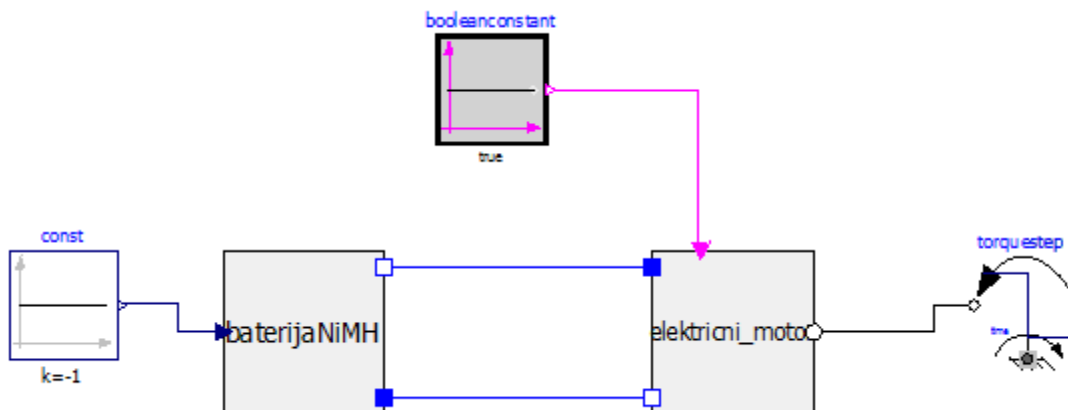 booleanconstant
true
const
k=-1
baterijaNiMH
elektricni_moto
torquestep